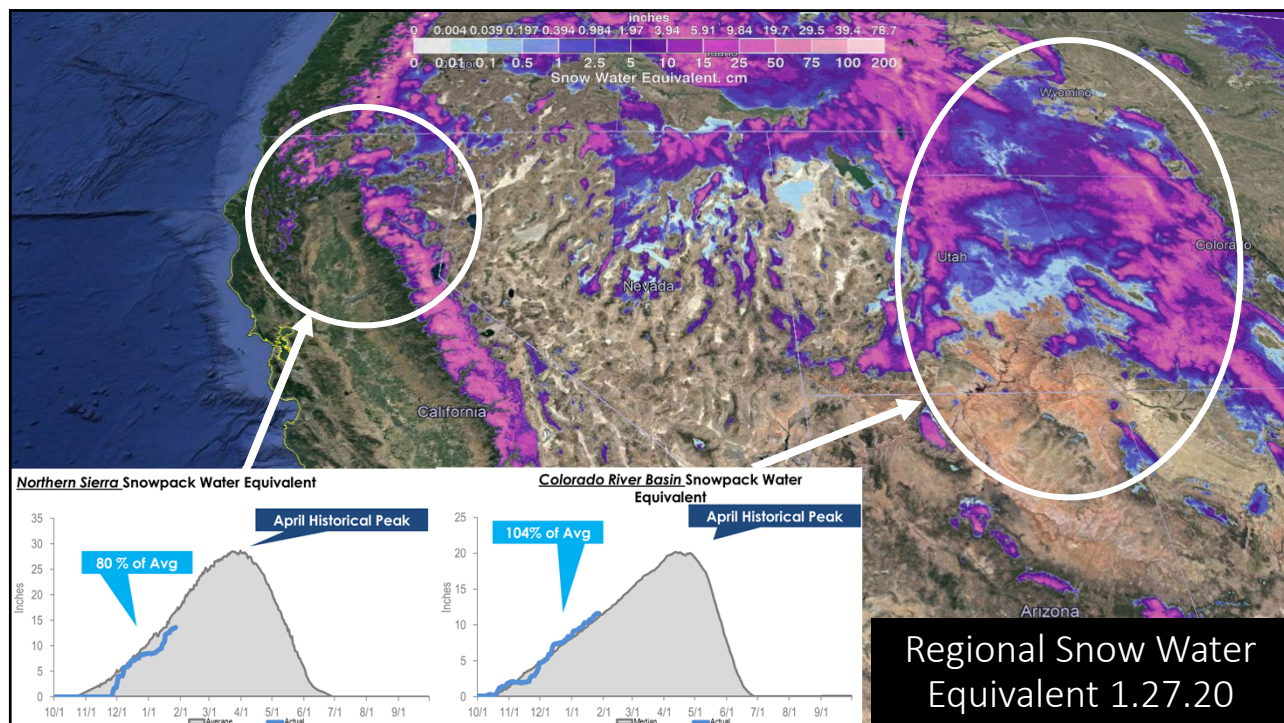 inches
0 0.004 0.039 0.197 0.394 0.984 1.97 3.94 5.91 9.84 19.7 29.5 39.4 78.7
0 0.01 0.1 0.5 1 2.5 5 10 15 25 50 75 100 200
Snow Water Equivalent, cm
Oregon
Idaho
Wyoming
Colorado
Utah
Nevada
California
Arizona
Northern Sierra Snowpack Water Equivalent
April Historical Peak
80 % of Avg
Inches
35
30
25
20
15
10
5
0
10/1 11/1 12/1 1/1 2/1 3/1 4/1 5/1 6/1 7/1 8/1 9/1
Average Actual
Colorado River Basin Snowpack Water
Equivalent
April Historical Peak
104% of Avg
Inches
25
20
15
10
5
0
10/1 11/1 12/1 1/1 2/1 3/1 4/1 5/1 6/1 7/1 8/1 9/1
Median Actual
Regional Snow Water
Equivalent 1.27.20